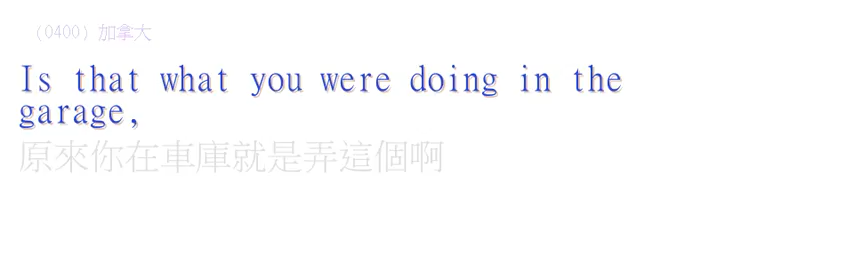 (0400) 加拿大
Is that what you were doing in the
garage,
原來你在車庫就是弄這個啊